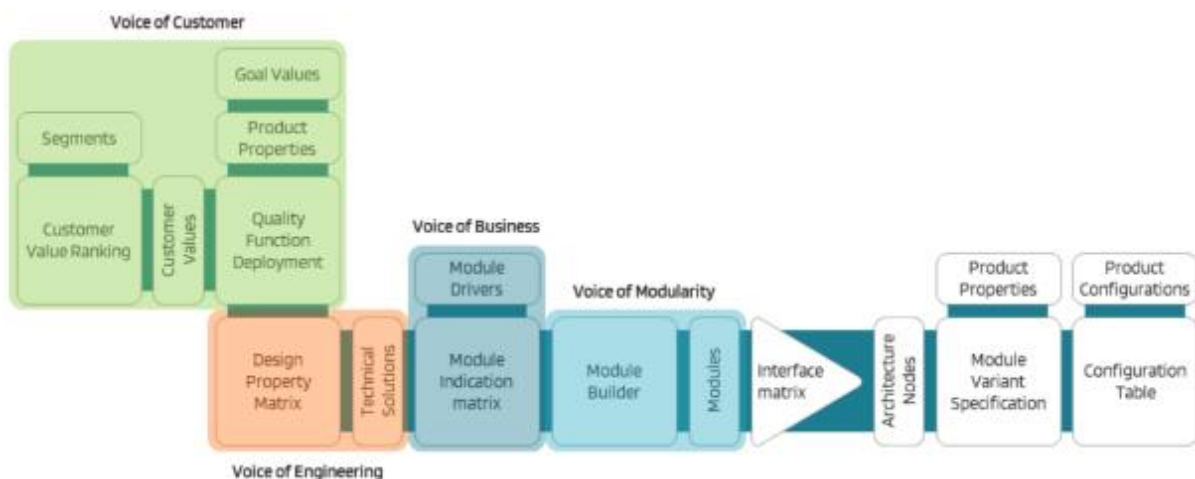 Voice of Customer
Goal Values
Segments
Product
Properties
Customer
Value Ranking
Customer
Values
Quality
Function
Deployment
Voice of Business
Module
Drivers
Voice of Modularity
Product
Properties
Product
Configurations
Design
Property
Matrix
Technical
Solutions
Module
Indication
matrix
Module
Builder
Modules
Interface
matrix
Architecture
Nodes
Module
Variant
Specification
Configuration
Table
Voice of Engineering